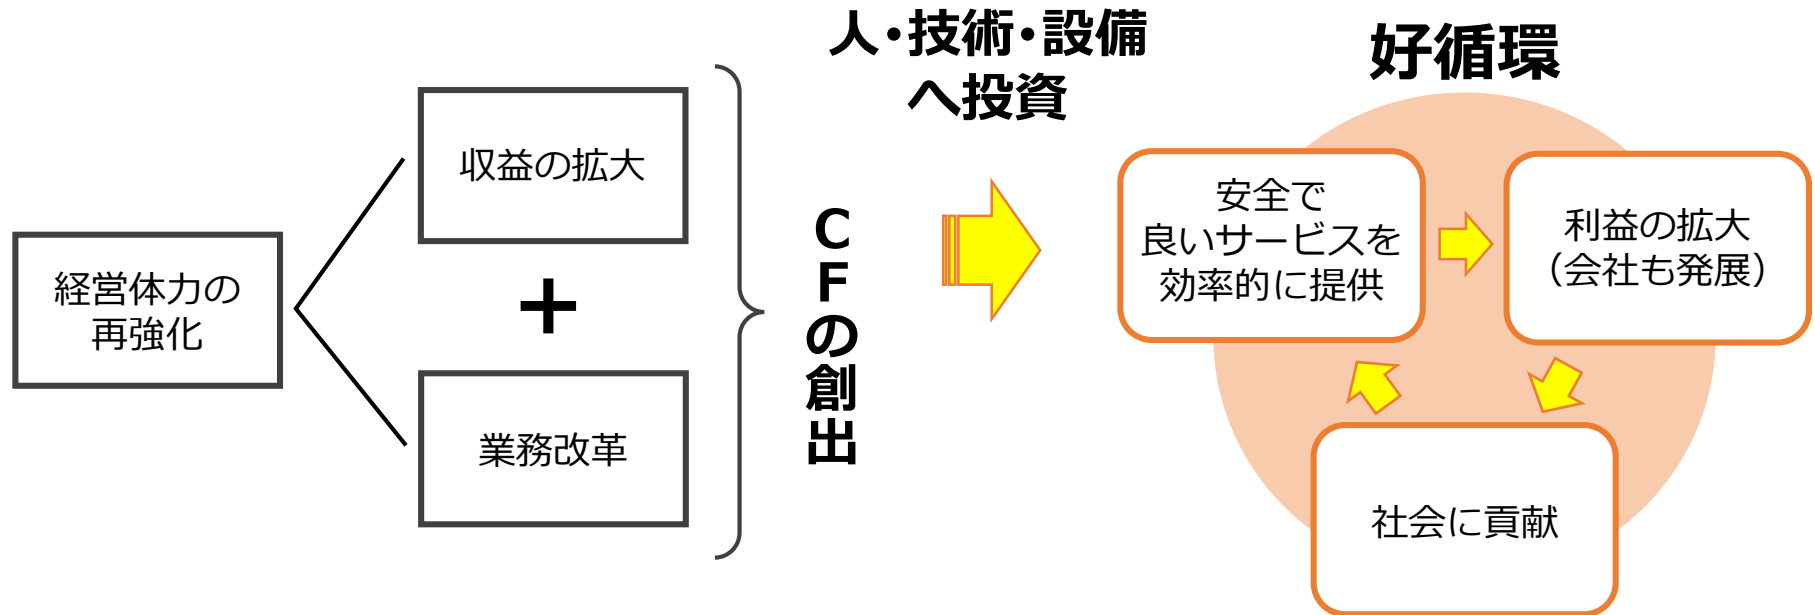 経営体力の
再強化
収益の拡大
+
業務改革
CFの創出
人・技術・設備
へ投資
好循環
安全で
良いサービスを
効率的に提供
利益の拡大
（会社も発展）
社会に貢献